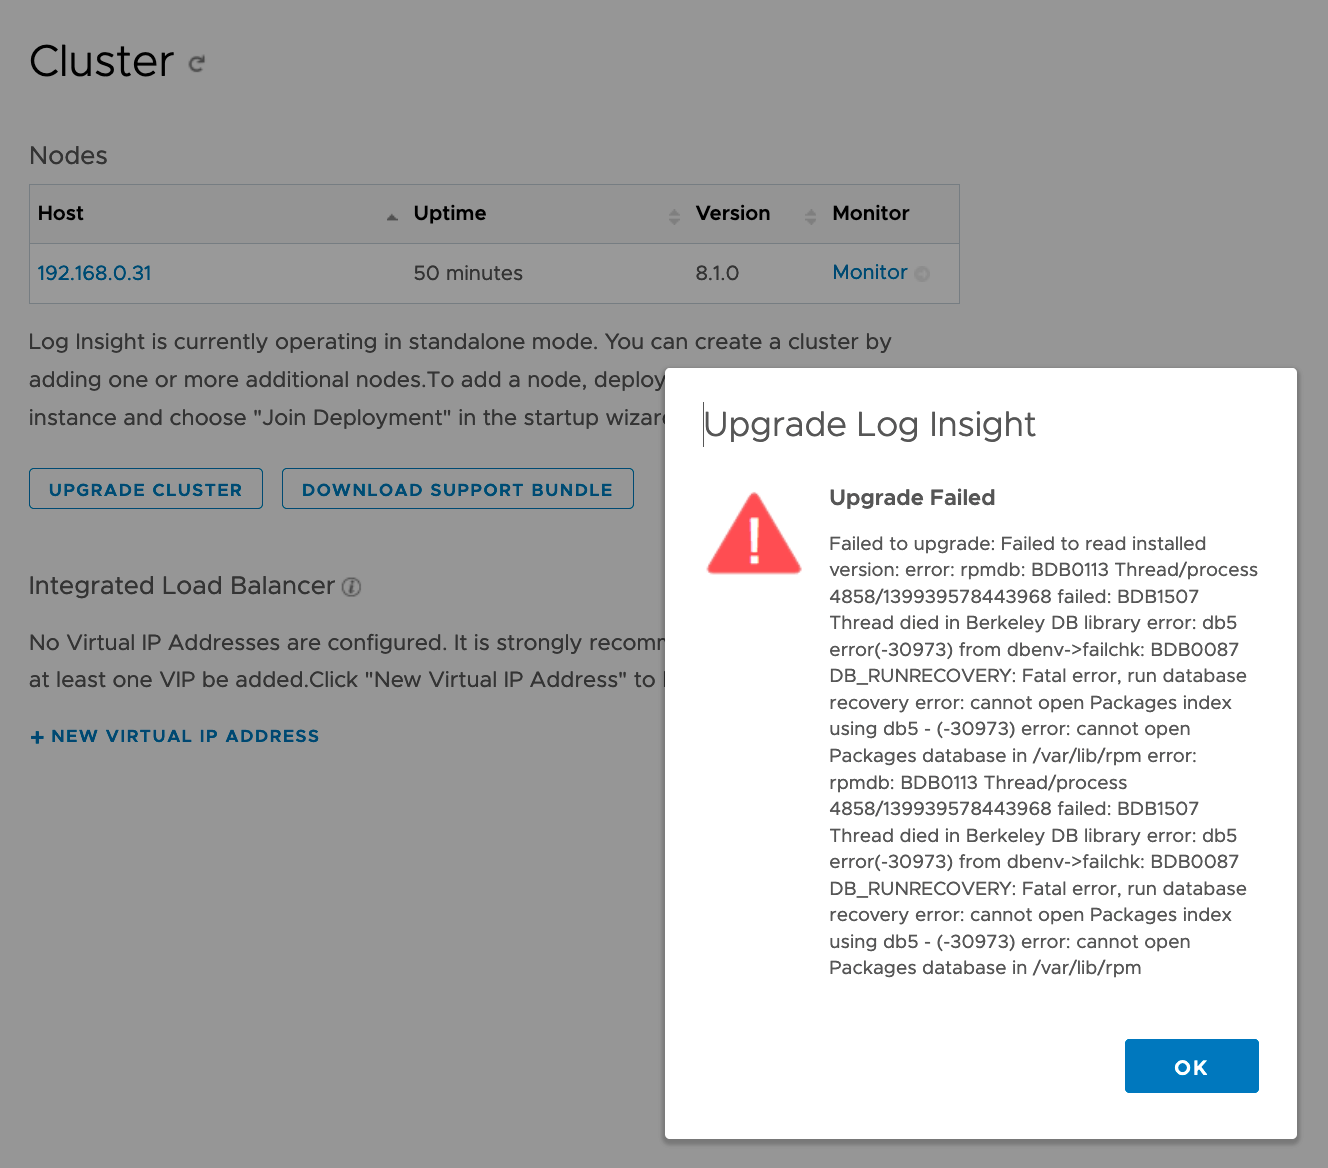 Cluster
Nodes
Host Uptime Version Monitor
192.168.0.31 50 minutes 8.1.0 Monitor
Log Insight is currently operating in standalone mode. You can create a cluster by
adding one or more additional nodes.To add a node, deploy
instance and choose "Join Deployment" in the startup
UPGRADE CLUSTER DOWNLOAD SUPPORT BUNDLE
Integrated Load Balancer
No Virtual IP Addresses are configured. It is strongly
at least one VIP be added.Click "New Virtual IP Address" to
+ NEW VIRTUAL IP ADDRESS
Upgrade Log Insight
Upgrade Failed
Failed to upgrade: Failed to read installed
version: error: rpmdb: BDB0113 Thread/process
4858/139939578443968 failed: BDB1507
Thread died in Berkeley DB library error: db5
error(-30973) from dbenv->failchk: BDB0087
DB_RUNRECOVERY: Fatal error, run database
recovery error: cannot open Packages index
using db5 - (-30973) error: cannot open
Packages database in /var/lib/rpm error:
rpmdb: BDB0113 Thread/process
4858/139939578443968 failed: BDB1507
Thread died in Berkeley DB library error: db5
error(-30973) from dbenv->failchk: BDB0087
DB_RUNRECOVERY: Fatal error, run database
recovery error: cannot open Packages index
using db5 - (-30973) error: cannot open
Packages database in /var/lib/rpm
OK